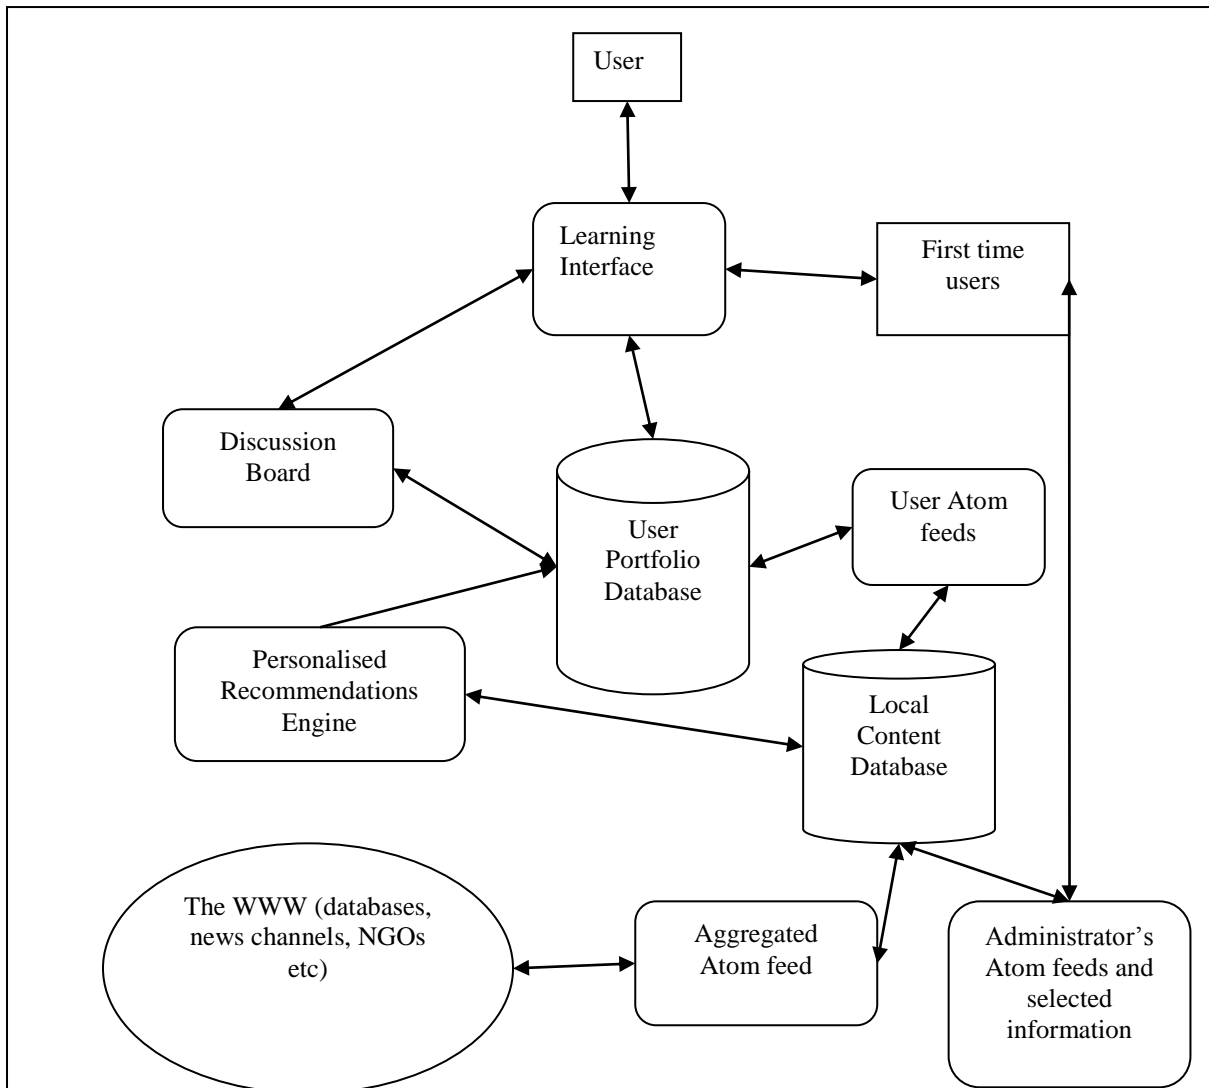 User
Learning
Interface
First time
users
Discussion
Board
User
Portfolio
Database
User Atom
feeds
Personalised
Recommendations
Engine
Local
Content
Database
The WWW (databases,
news channels, NGOs
etc)
Aggregated
Atom feed
Administrator’s
Atom feeds and
selected
information